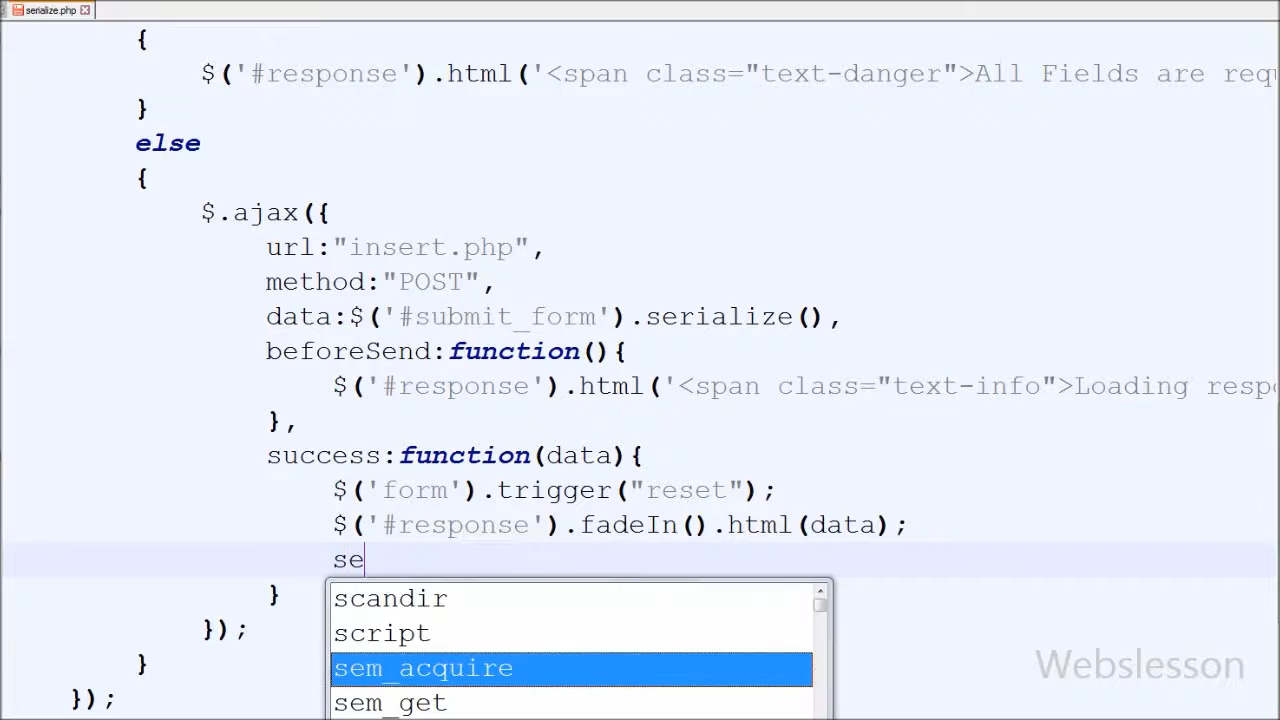 serialize.php
{
$('#response').html('<span class="text-danger">All Fields are req
}
else
{
$.ajax({
url:"insert.php",
method:"POST",
data:$('#submit_form').serialize(),
beforeSend:function(){
$('#response').html('<span class="text-info">Loading resp
},
success:function(data){
$('form').trigger("reset");
$('#response').fadeIn().html(data);
se
}
});
}
});
scandir
script
sem_acquire
sem_get
Webslesson